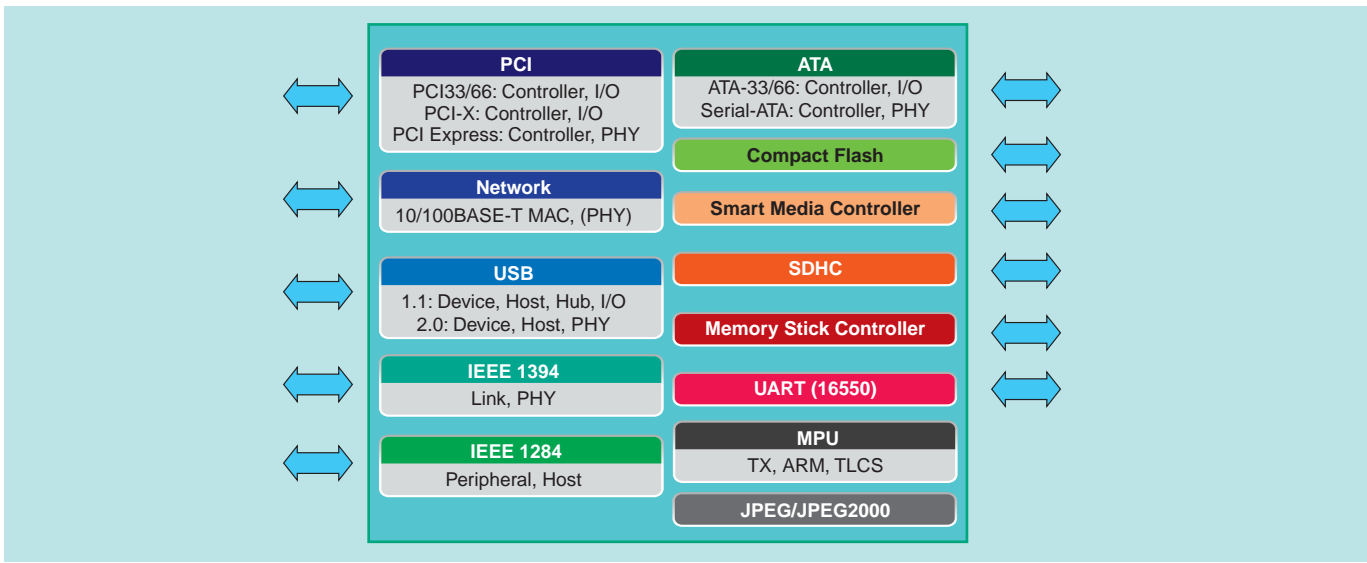 PCI
PCI33/66: Controller, I/O
PCI-X: Controller, I/O
PCI Express: Controller, PHY
Network
10/100BASE-T MAC, (PHY)
USB
1.1: Device, Host, Hub, I/O
2.0: Device, Host, PHY
IEEE 1394
Link, PHY
IEEE 1284
Peripheral, Host
ATA
ATA-33/66: Controller, I/O
Serial-ATA: Controller, PHY
Compact Flash
Smart Media Controller
SDHC
Memory Stick Controller
UART (16550)
MPU
TX, ARM, TLCS
JPEG/JPEG2000